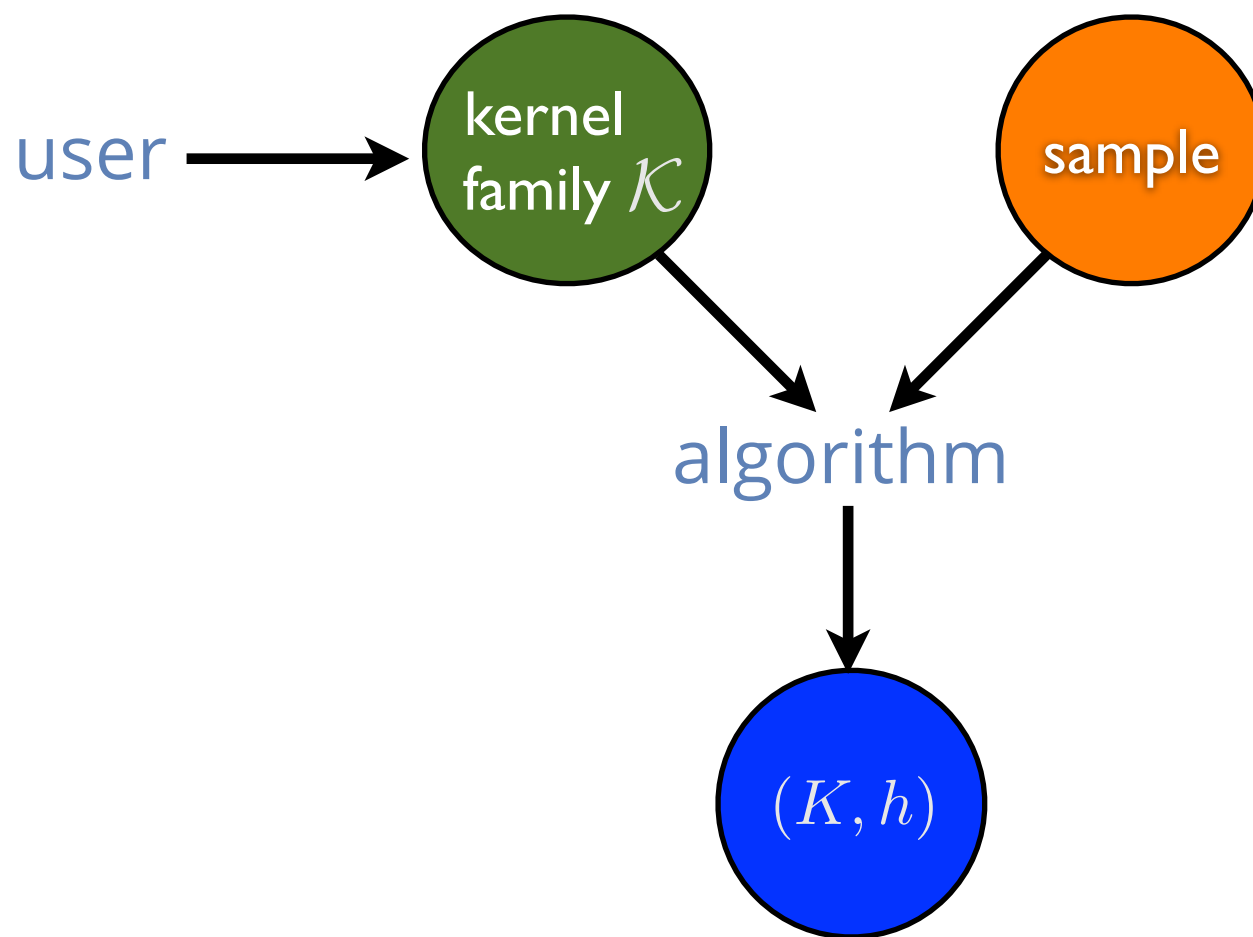 user
kernel
family 𝒦
sample
algorithm
(K, h)